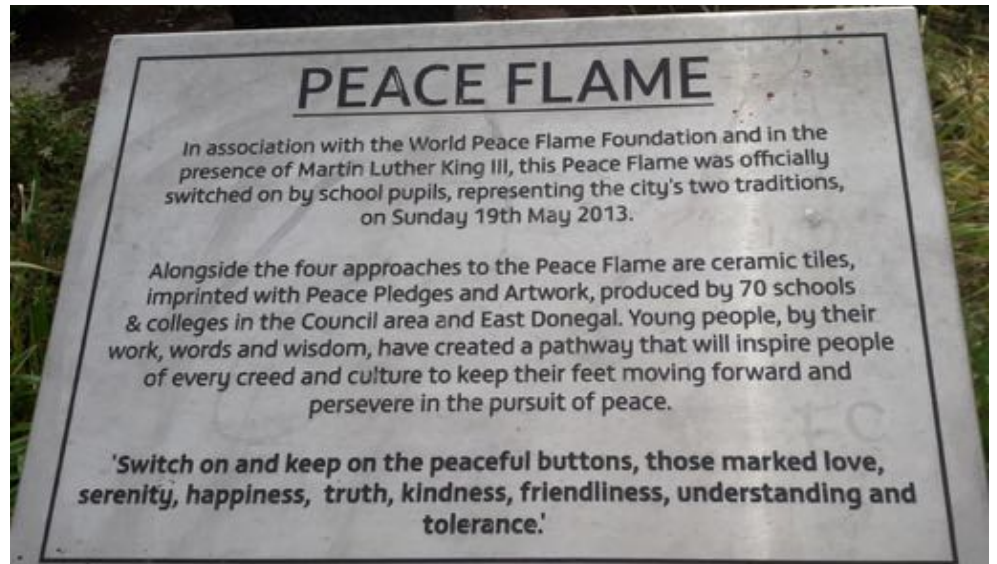 PEACE FLAME
In association with the World Peace Flame Foundation and in the
presence of Martin Luther King III, this Peace Flame was officially
switched on by school pupils, representing the city's two traditions,
on Sunday 19th May 2013.
Alongside the four approaches to the Peace Flame are ceramic tiles,
imprinted with Peace Pledges and Artwork, produced by 70 schools
& colleges in the Council area and East Donegal. Young people, by their
work, words and wisdom, have created a pathway that will inspire people
of every creed and culture to keep their feet moving forward and
persevere in the pursuit of peace.
'Switch on and keep on the peaceful buttons, those marked love,
serenity, happiness, truth, kindness, friendliness, understanding and
tolerance.'